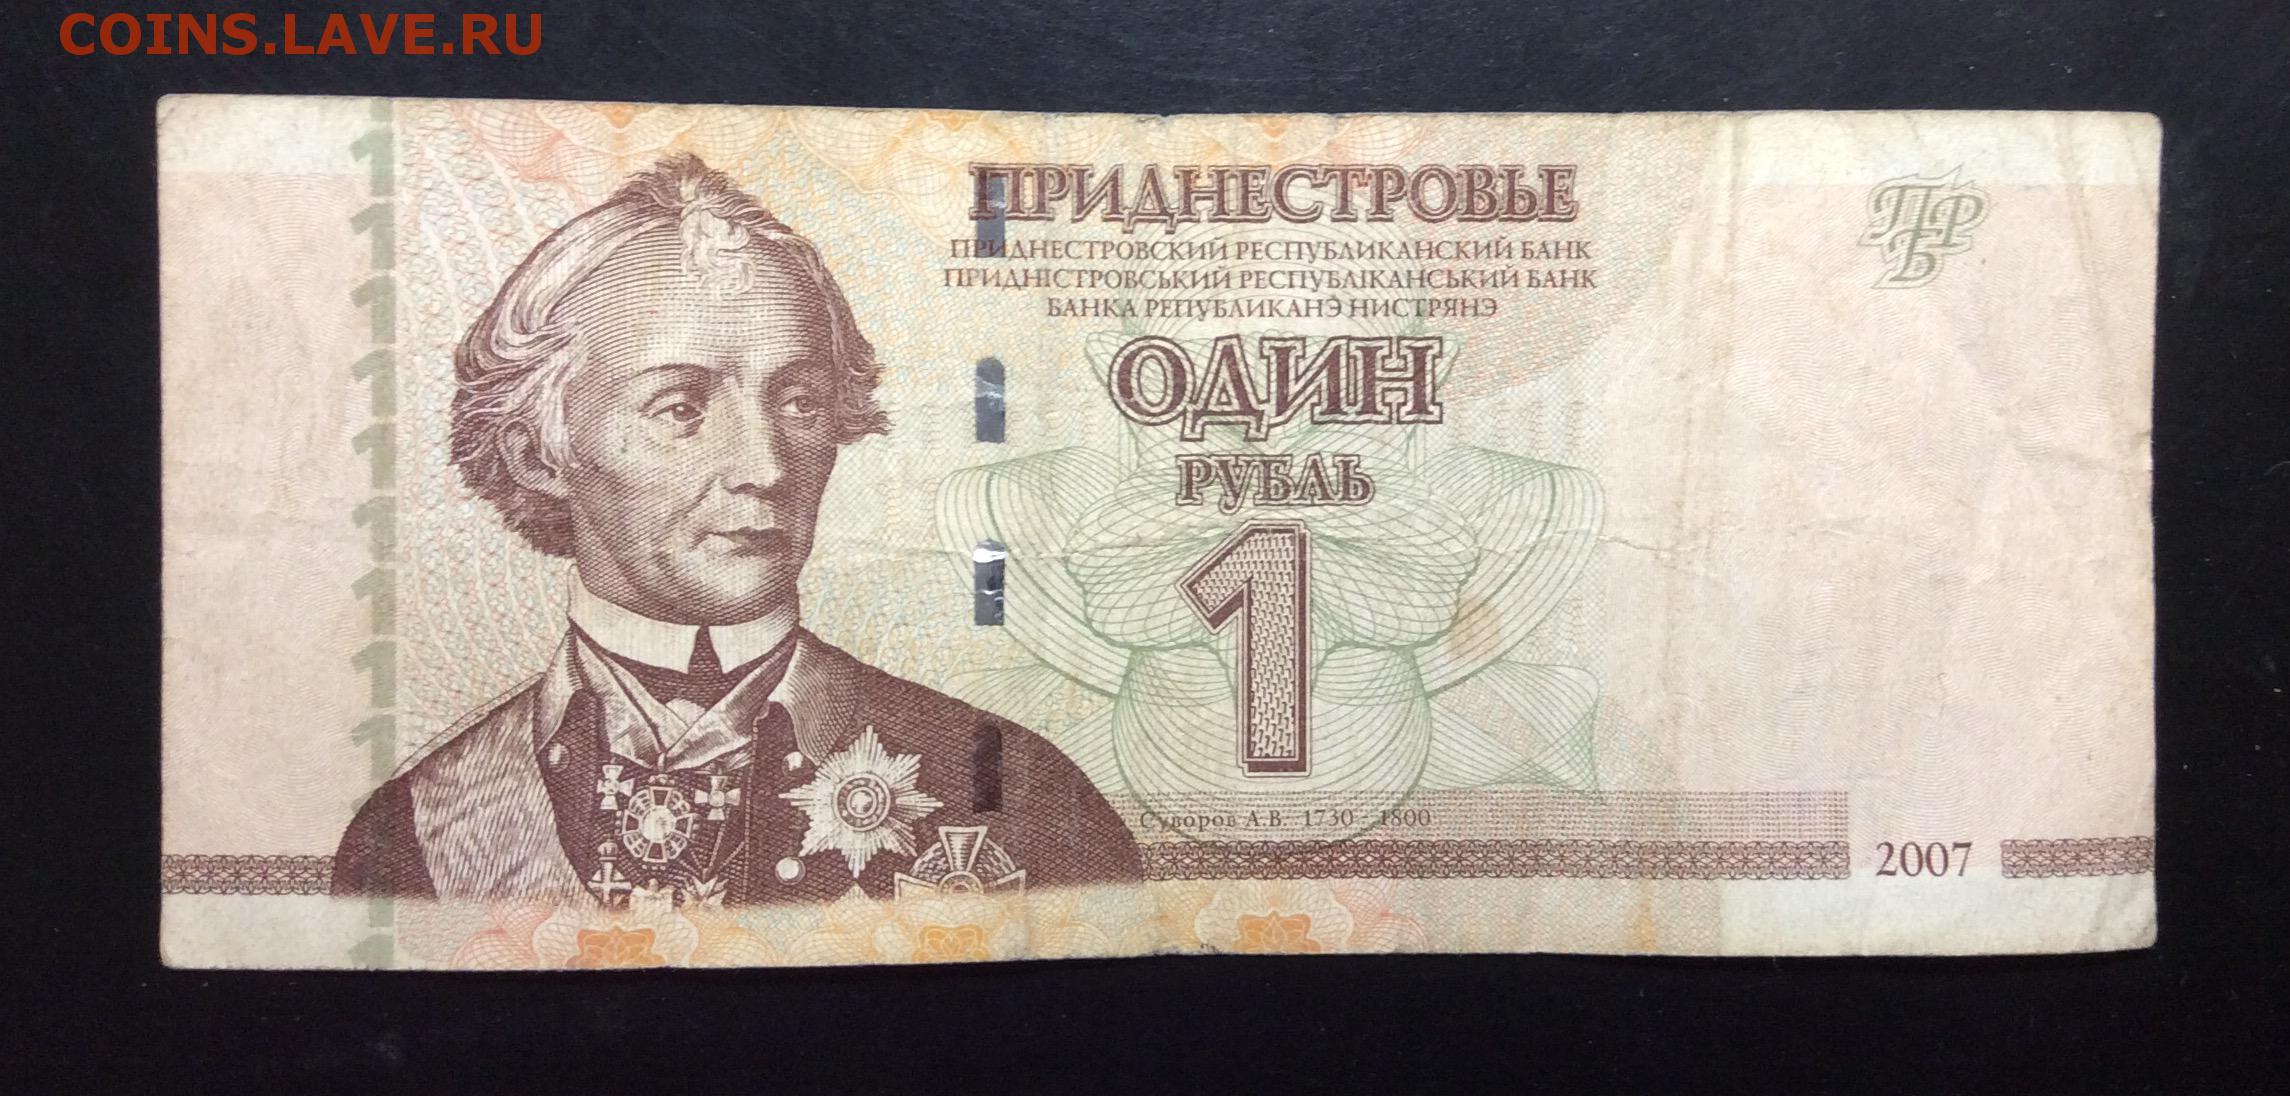 COINS.LAVE.RU
ПРИДНЕСТРОВЬЕ
ПРБ
ПРИДНЕСТРОВСКИЙ РЕСПУБЛИКАНСКИЙ БАНК
ПРИДНІСТРОВСЬКИЙ РЕСПУБЛІКАНСЬКИЙ БАНК
БАНКА РЕПУБЛИКАНЭ НИСТРЯНЭ
ОДИН
РУБЛЬ
1
Суворов А.В. 1730 - 1800
2007